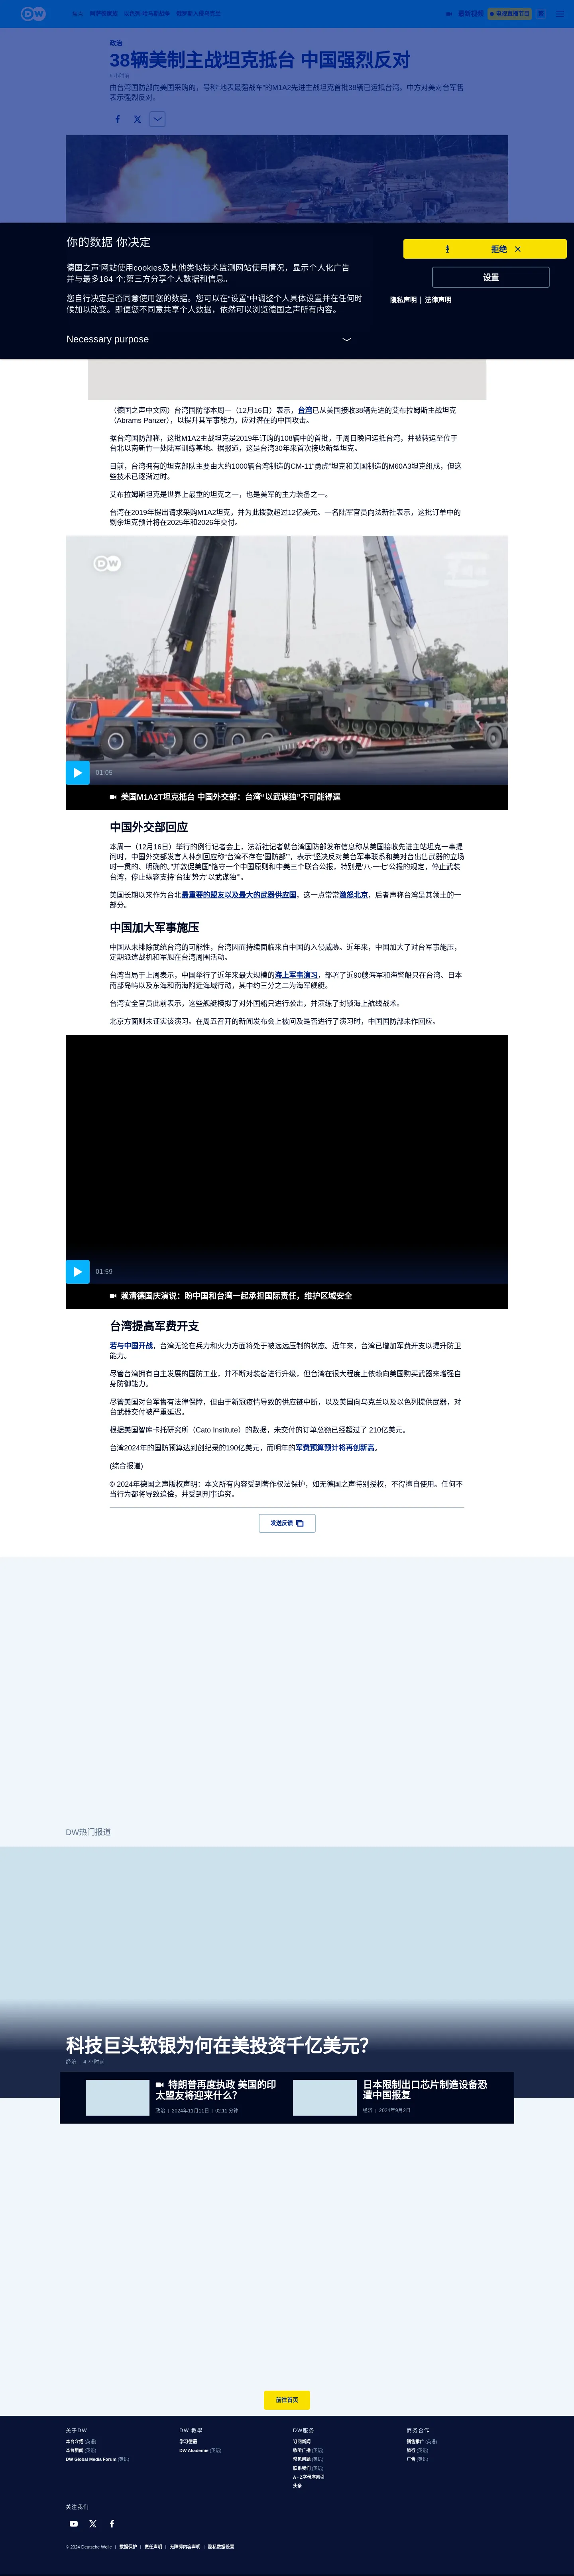 DW
政治
38辆美制主战坦克抵台 中国强烈反对
由台湾国防部向美国采购的，号称"地表最强战车"的M1A2先进主战坦克首批38辆已运抵台湾。中方对美对台军售
表示强烈反对。
你的数据 你决定
德国之声'网站使用cookies及其他类似技术监测网站使用情况，显示个人化广告
并与最多184 个;第三方分享个人数据和信息。
您自行决定是否同意使用您的数据。您可以在"设置"中调整个人具体设置并在任何时
候加以改变。即便您不同意共享个人数据，依然可以浏览德国之声所有内容。
Necessary purpose
拒绝
设置
隐私声明 | 法律声明
（德国之声中文网）台湾国防部本周一（12月16日）表示，台湾已从美国接收38辆先进的艾布拉姆斯主战坦克
（Abrams Panzer），以提升其军事能力，应对潜在的中国攻击。
据台湾国防部称，这批M1A2主战坦克是2019年订购的108辆中的首批，于周日晚间运抵台湾，并被转运至位于
台北以南新竹一处陆军训练基地。据报道，这是台湾30年来首次接收新型坦克。
目前，台湾拥有的坦克部队主要由大约1000辆台湾制造的CM-11"勇虎"坦克和美国制造的M60A3坦克组成，但这
些技术已逐渐过时。
艾布拉姆斯坦克是世界上最重的坦克之一，也是美军的主力装备之一。
台湾在2019年提出请求采购M1A2坦克，并为此拨款超过12亿美元。一名陆军官员向法新社表示，这批订单中的
剩余坦克预计将在2025年和2026年交付。
DW
01:05
美国M1A2T坦克抵台 中国外交部：台湾"以武谋独"不可能得逞
中国外交部回应
本周一（12月16日）举行的例行记者会上，法新社记者就台湾国防部发布信息称从美国接收先进主站坦克一事提
问时，中国外交部发言人林剑回应称"台湾不存在'国防部'"，表示"坚决反对美台军事联系和美对台武器出售的立场
时一贯的、明确的。"并敦促美国"恪守一个中国原则和中美三个联合公报，特别是'八·一七'公报的规定，停止武装
台湾，停止纵容支持'台独'势力'以武谋独'"。
美国长期以来作为台北最重要的盟友以及最大的武器供应国，这一点常常激怒北京，后者声称台湾是其领土的一
部分。
中国加大军事施压
中国从未排除武统台湾的可能性，台湾因而持续面临来自中国的入侵威胁。近年来，中国加大了对台军事施压，
定期派遣战机和军舰在台湾周围活动。
台湾当局于上周表示，中国举行了近年来最大规模的海上军事演习，部署了近90艘海军和海警船只在台湾、日本
南部岛屿以及东海和南海附近海域行动，其中约三分之二为海军舰艇。
台湾安全官员此前表示，这些舰艇模拟了对外国船只进行袭击，并演练了封锁海上航线战术。
北京方面则未证实该演习。在周五召开的新闻发布会上被问及是否进行了演习时，中国国防部未作回应。
01:59
赖清德国庆演说：盼中国和台湾一起承担国际责任，维护区域安全
台湾提高军费开支
若与中国开战，台湾无论在兵力和火力方面将处于被远远压制的状态。近年来，台湾已增加军费开支以提升防卫
能力。
尽管台湾拥有自主发展的国防工业，并不断对装备进行升级，但台湾在很大程度上依赖向美国购买武器来增强自
身防御能力。
尽管美国对台军售有法律保障，但由于新冠疫情导致的供应链中断，以及美国向乌克兰以及以色列提供武器，对
台武器交付被严重延迟。
根据美国智库卡托研究所（Cato Institute）的数据，未交付的订单总额已经超过了 210亿美元。
台湾2024年的国防预算达到创纪录的190亿美元，而明年的军费预算预计将再创新高。
(综合报道)
© 2024年德国之声版权声明：本文所有内容受到著作权法保护，如无德国之声特别授权，不得擅自使用。任何不
当行为都将导致追偿，并受到刑事追究。
发送反馈
DW热门报道
科技巨头软银为何在美投资千亿美元？
经济 | 4 小时前
特朗普再度执政 美国的印
太盟友将迎来什么？
政治 | 2024年11月11日 | 02:11 分钟
日本限制出口芯片制造设备恐
遭中国报复
经济 | 2024年9月2日
前往首页
关于DW
本台介绍 (英语)
本台新闻 (英语)
DW Global Media Forum (英语)
DW 教學
学习德语
DW Akademie (英语)
DW服务
订阅新闻
收听广播 (英语)
常见问题 (英语)
联系我们 (英语)
A - Z字母序索引
头条
商务合作
销售推广 (英语)
旅行 (英语)
广告 (英语)
关注我们
© 2024 Deutsche Welle | 数据保护 | 责任声明 | 无障碍内容声明 | 隐私数据设置